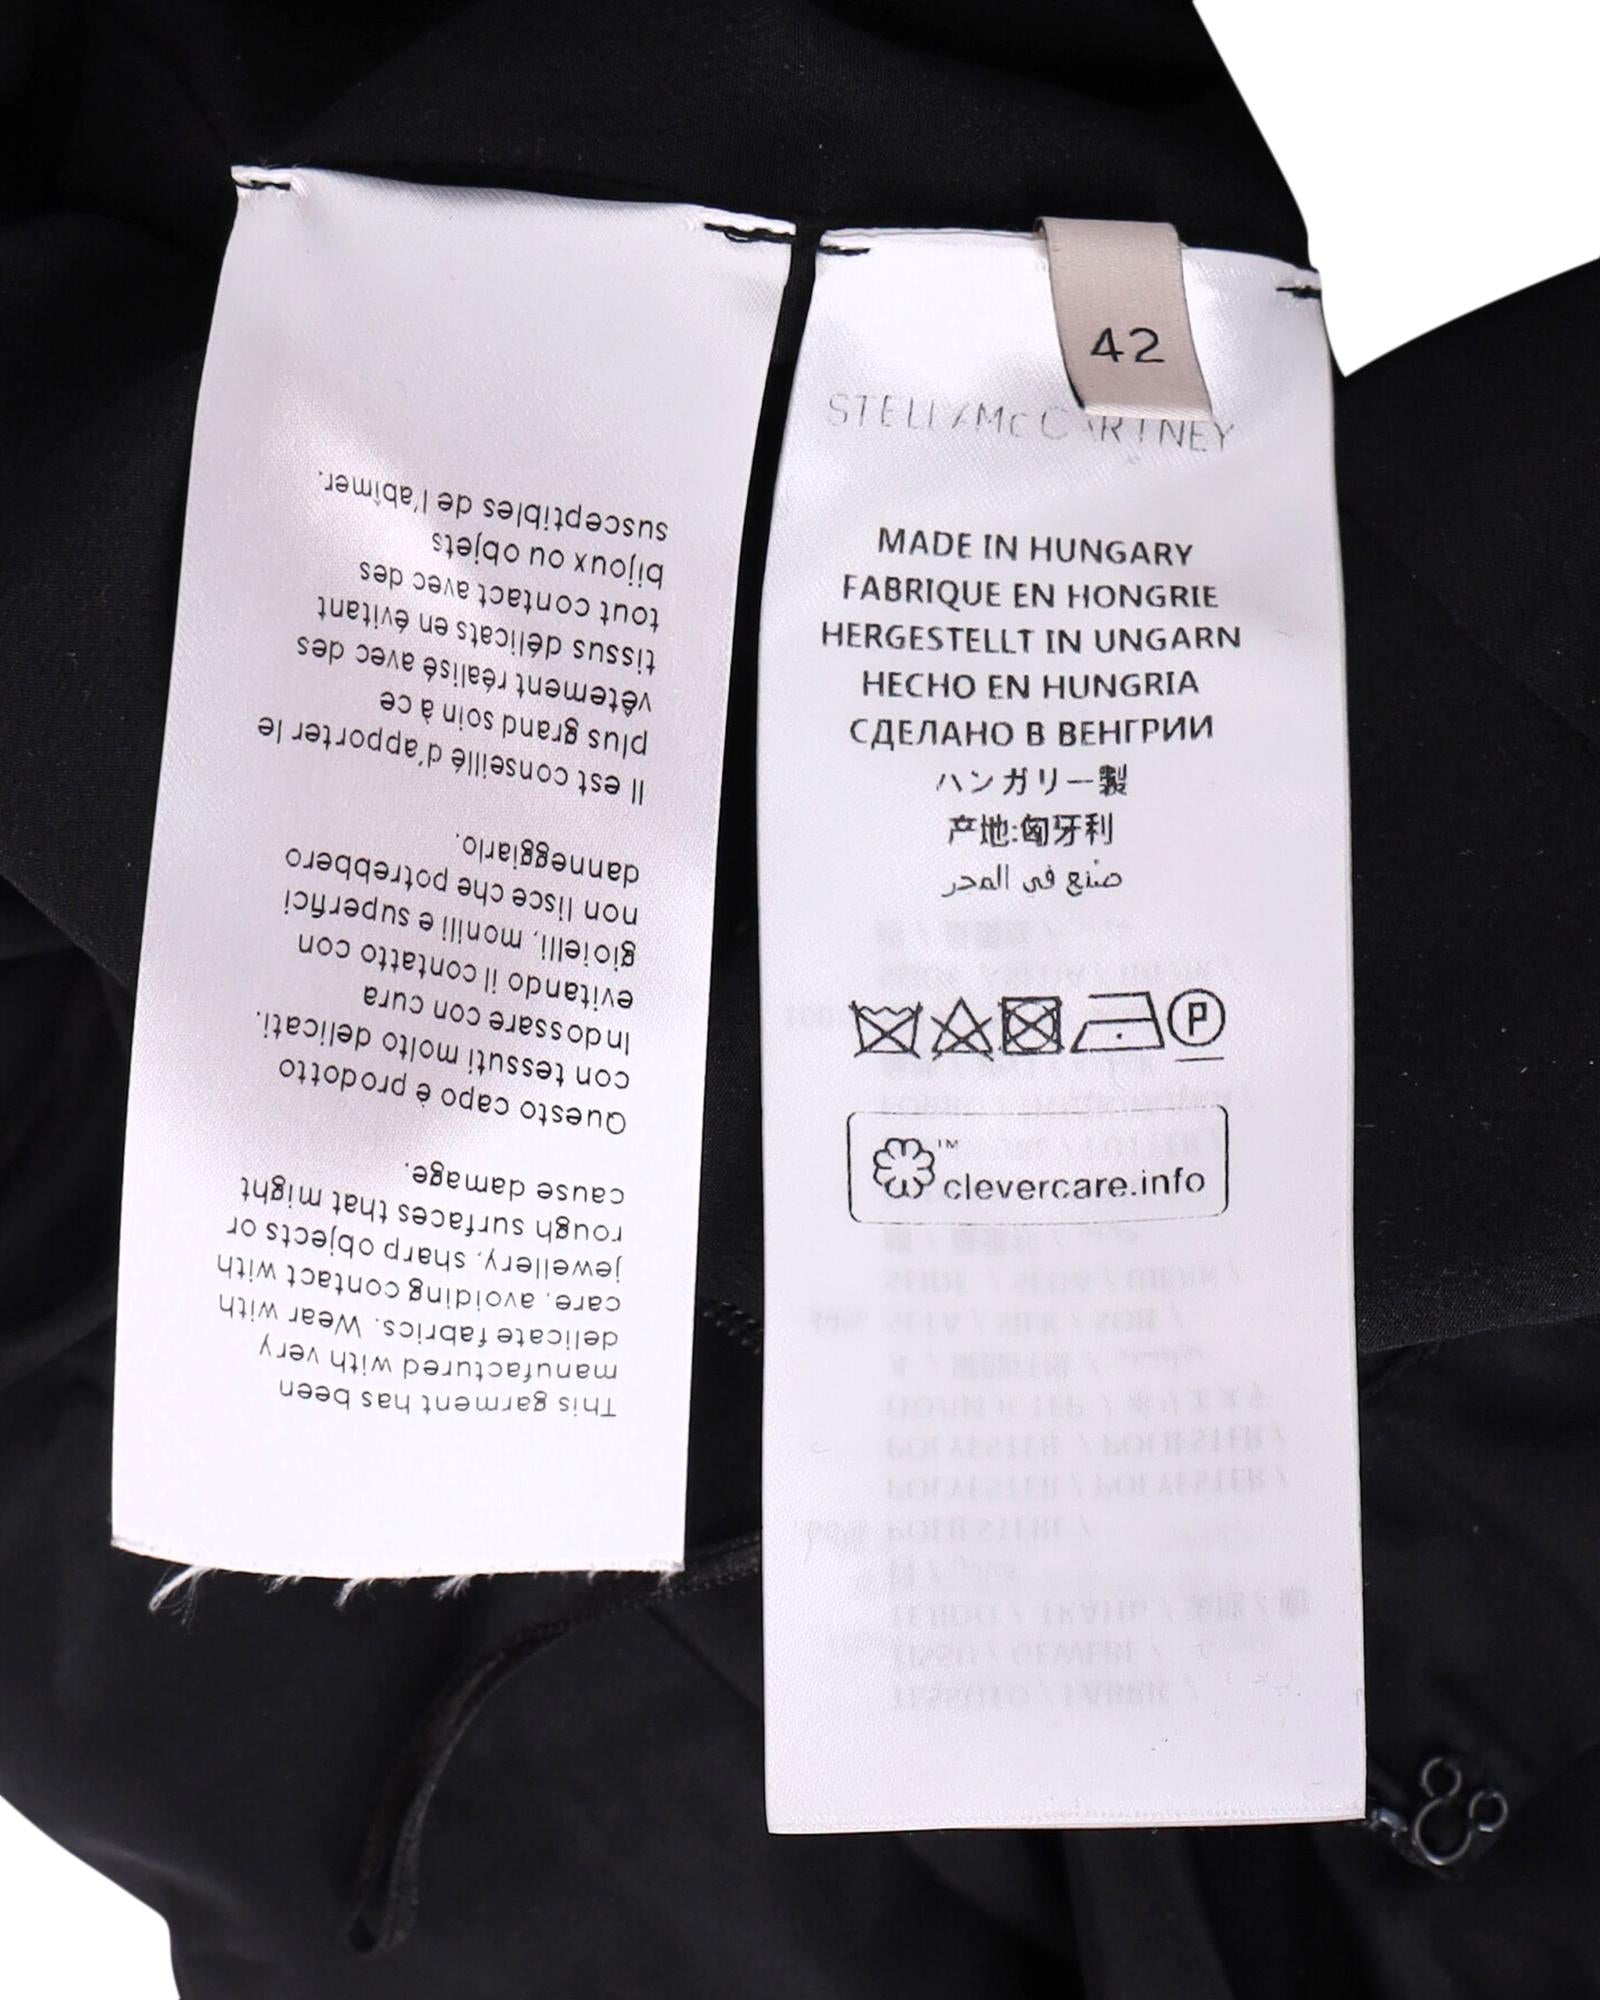 This garment has been
manufactured with very
delicate fabrics. Wear with
care, avoiding contact with
jewellery, sharp objects or
rough surfaces that might
cause damage.
Questo capo è prodotto
con tessuti molto delicati.
Indossare con cura
evitando il contatto con
gioielli, monili e superfici
non lisce che potrebbero
danneggiarlo.
Il est conseillé d'apporter le
plus grand soin à ce
vêtement réalisé avec des
tissus délicats en évitant
tout contact avec des
bijoux ou objets
susceptibles de l'abîmer.
42
STELLA McCARTNEY
MADE IN HUNGARY
FABRIQUE EN HONGRIE
HERGESTELLT IN UNGARN
HECHO EN HUNGRIA
СДЕЛАНО В ВЕНГРИИ
ハンガリー製
产地:匈牙利
صنع في المجر
P
™
clevercare.info